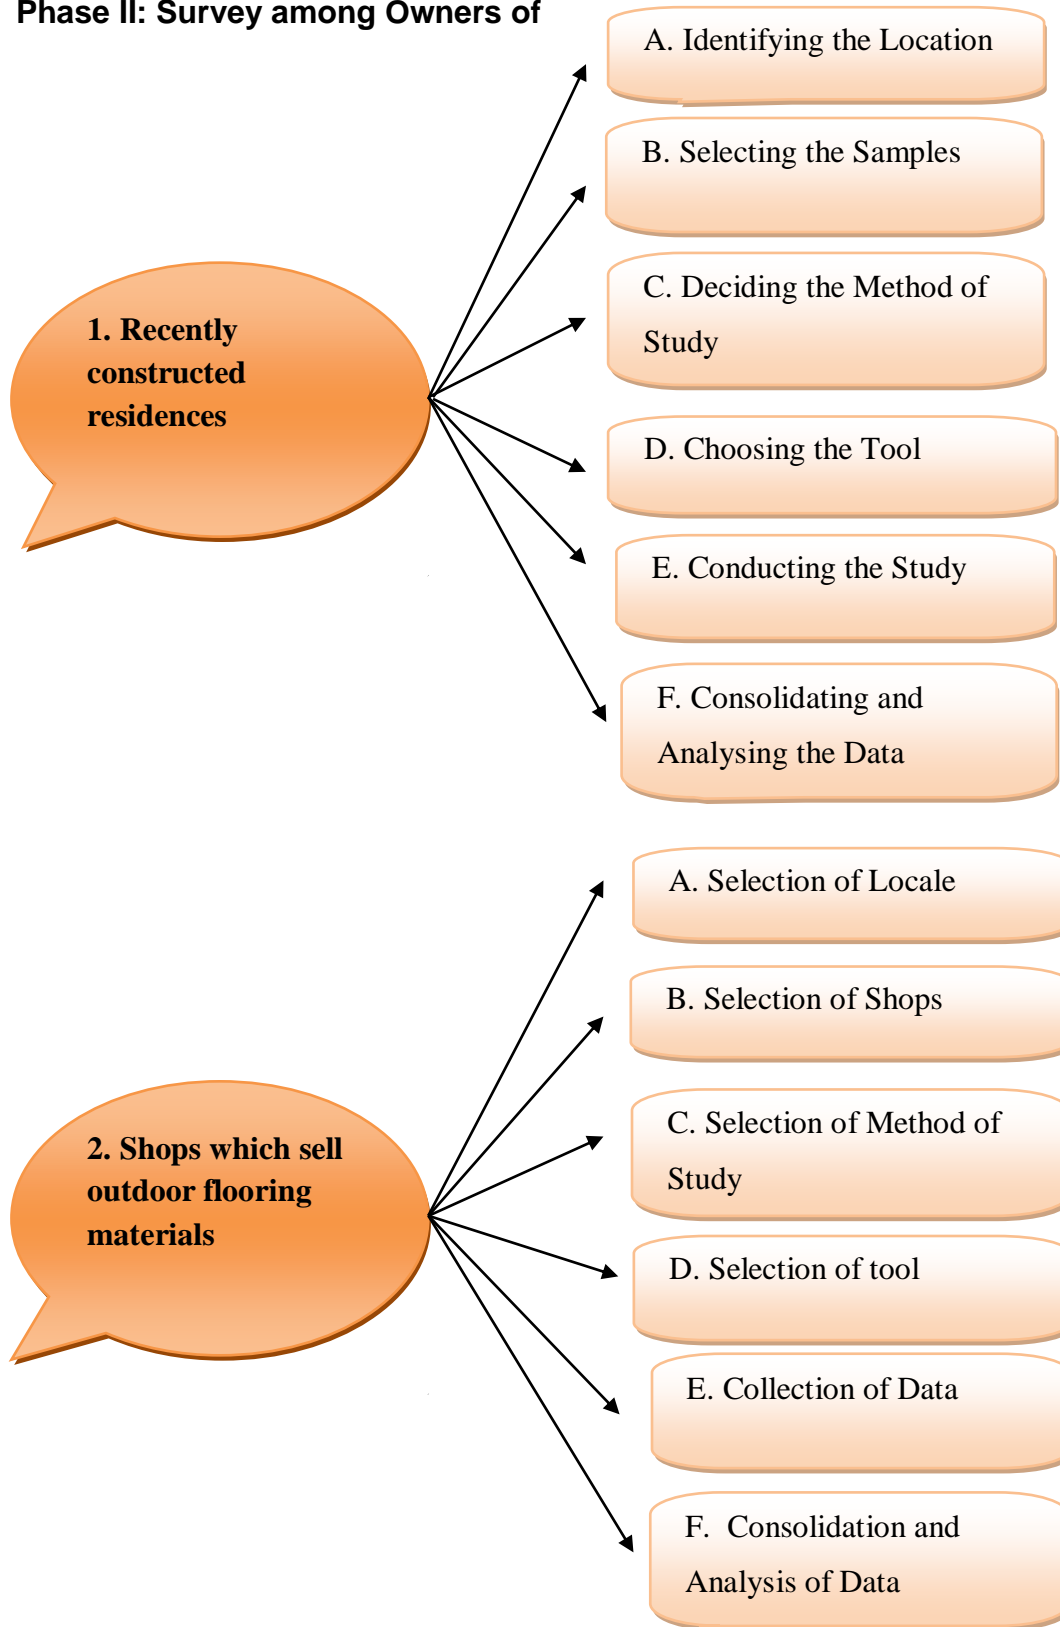 Phase II: Survey among Owners of
A. Identifying the Location
B. Selecting the Samples
C. Deciding the Method of
Study
1. Recently
constructed
residences
D. Choosing the Tool
E. Conducting the Study
F. Consolidating and
Analysing the Data
A. Selection of Locale
B. Selection of Shops
C. Selection of Method of
Study
2. Shops which sell
outdoor flooring
materials
D. Selection of tool
E. Collection of Data
F.  Consolidation and
Analysis of Data